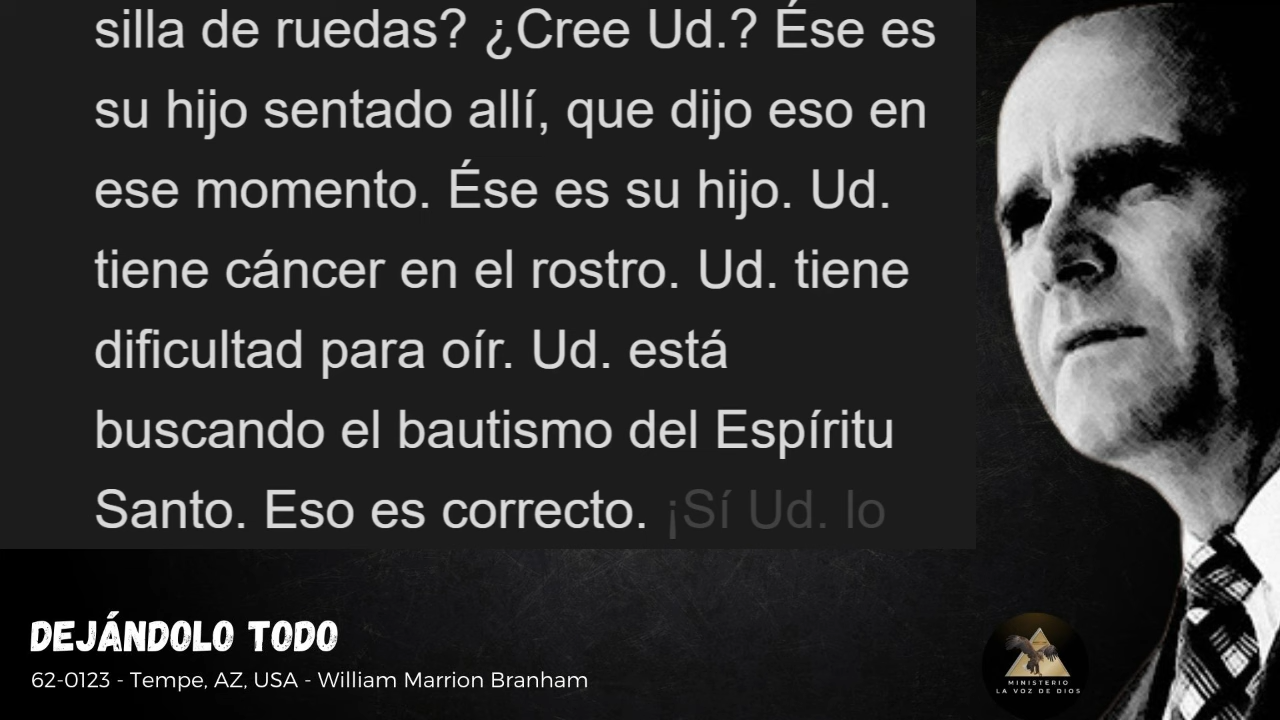 silla de ruedas? ¿Cree Ud.? Ése es
su hijo sentado allí, que dijo eso en
ese momento. Ése es su hijo. Ud.
tiene cáncer en el rostro. Ud. tiene
dificultad para oír. Ud. está
buscando el bautismo del Espíritu
Santo. Eso es correcto. ¡Sí Ud. lo
DEJÁNDOLO TODO
62-0123 - Tempe, AZ, USA - William Marrion Branham
MINISTERIO
LA VOZ DE DIOS